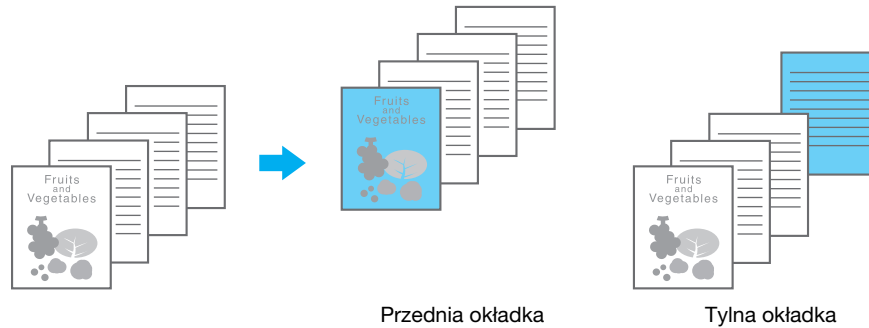 Fruits
and
Vegetables
Fruits
and
Vegetables
Fruits
and
Vegetables
Przednia okładka
Tylna okładka